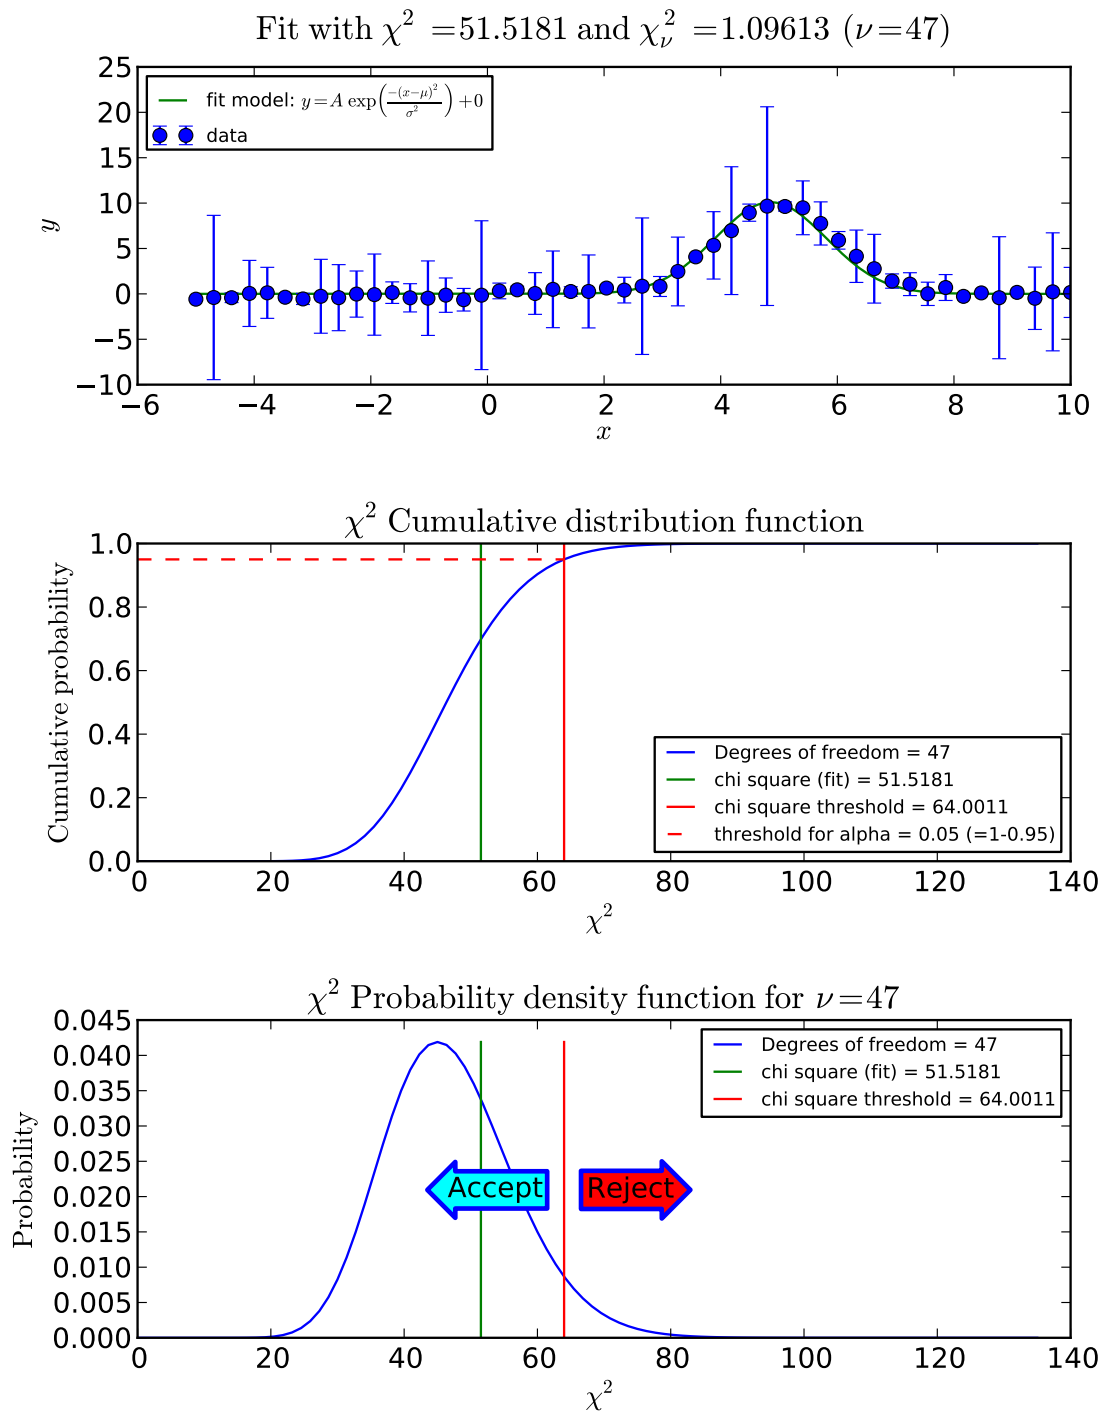 Fit with χ² =51.5181 and χ²ᵥ =1.09613 (ν=47)
25
20
15
10
5
0
−5
−10
y
fit model: y=A exp(−(x−μ)²/σ²)+0
data
−6 −4 −2 0 2 4 6 8 10
x
χ² Cumulative distribution function
1.0
0.8
0.6
0.4
0.2
0.0
Cumulative probability
Degrees of freedom = 47
chi square (fit) = 51.5181
chi square threshold = 64.0011
threshold for alpha = 0.05 (=1-0.95)
0 20 40 60 80 100 120 140
χ²
χ² Probability density function for ν=47
0.045
0.040
0.035
0.030
0.025
0.020
0.015
0.010
0.005
0.000
Probability
Degrees of freedom = 47
chi square (fit) = 51.5181
chi square threshold = 64.0011
Accept Reject
0 20 40 60 80 100 120 140
χ²